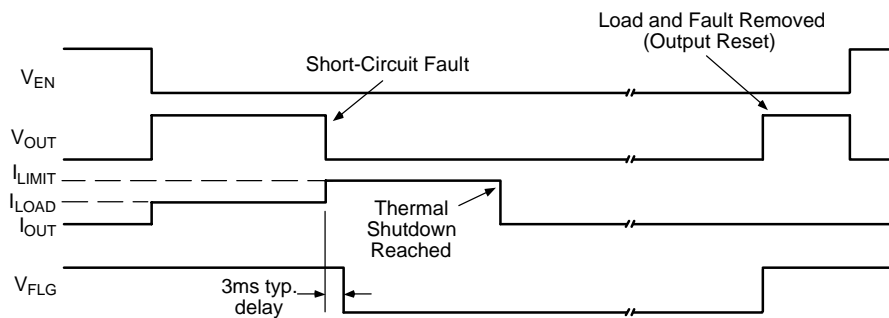 Load and Fault Removed
(Output Reset)
Short-Circuit Fault
VEN
VOUT
ILIMIT
ILOAD
IOUT
Thermal
Shutdown
Reached
3ms typ.
delay
VFLG